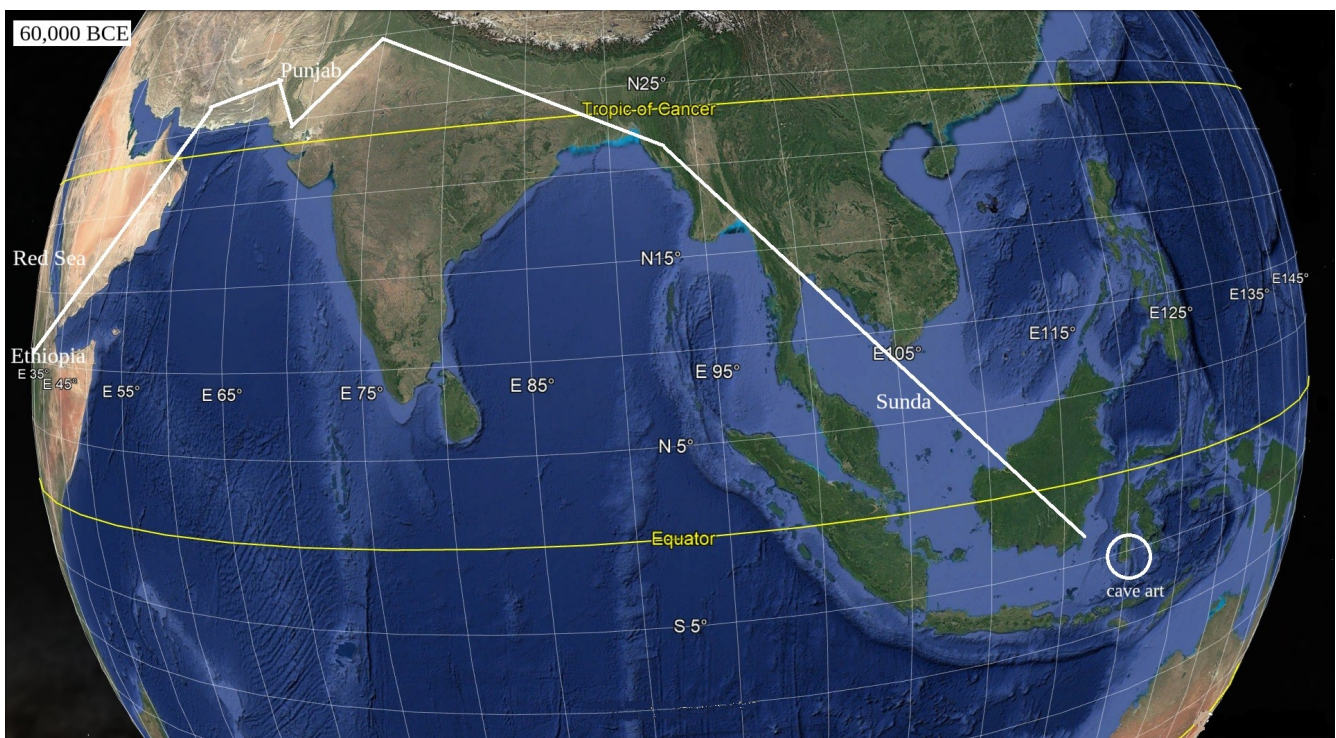 60,000 BCE
Punjab
N25°
Tropic of Cancer
Red Sea
N15°
E145°
E135°
E125°
E115°
Ethiopia
E105°
E 35°
E 45°
E 55°
E 65°
E 75°
E 85°
E 95°
Sunda
N 5°
Equator
cave art
S 5°